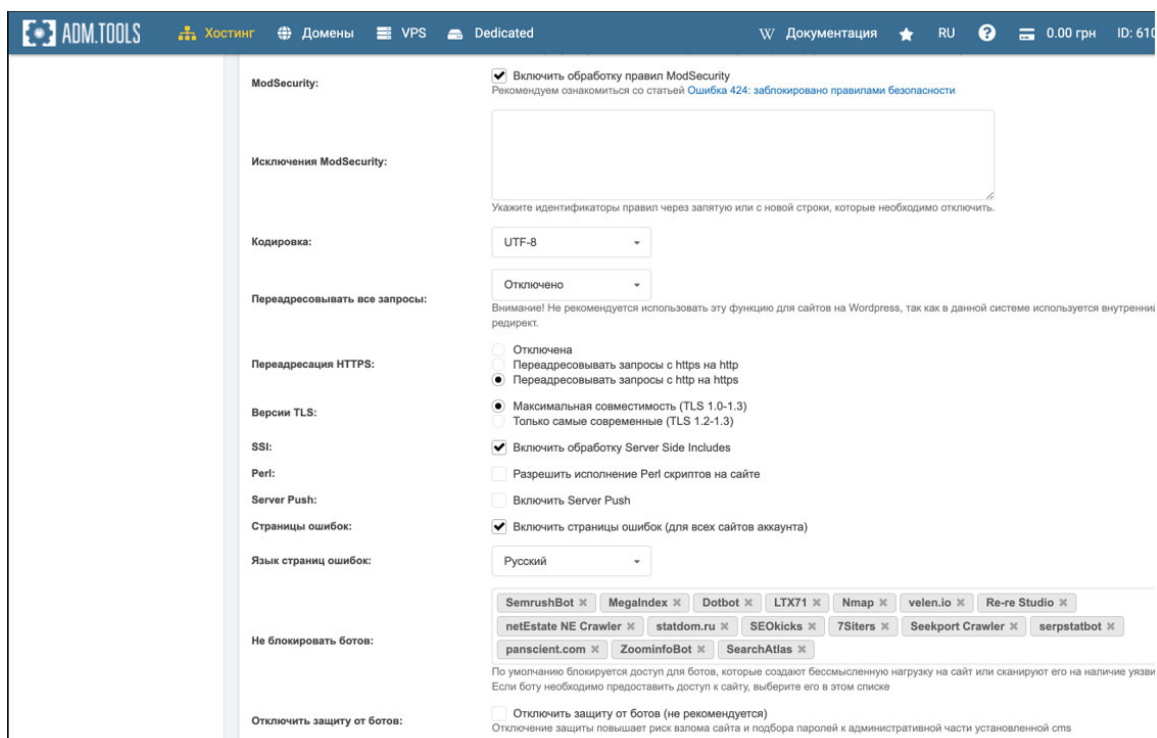 ADM.TOOLS Хостинг Домены VPS Dedicated W Документация RU ? 0.00 грн ID: 610
ModSecurity: Включить обработку правил ModSecurity
Рекомендуем ознакомиться со статьей Ошибка 424: заблокировано правилами безопасности
Исключения ModSecurity:
Укажите идентификаторы правил через запятую или с новой строки, которые необходимо отключить.
Кодировка: UTF-8
Переадресовывать все запросы: Отключено
Внимание! Не рекомендуется использовать эту функцию для сайтов на Wordpress, так как в данной системе используется внутренний
редирект.
Переадресация HTTPS: Отключена
Переадресовывать запросы с https на http
Переадресовывать запросы с http на https
Версии TLS: Максимальная совместимость (TLS 1.0-1.3)
Только самые современные (TLS 1.2-1.3)
SSI: Включить обработку Server Side Includes
Perl: Разрешить исполнение Perl скриптов на сайте
Server Push: Включить Server Push
Страницы ошибок: Включить страницы ошибок (для всех сайтов аккаунта)
Язык страниц ошибок: Русский
Не блокировать ботов: SemrushBot MegaIndex Dotbot LTX71 Nmap velen.io Re-re Studio
netEstate NE Crawler statdom.ru SEOkicks 7Siters Seekport Crawler serpstatbot
panscient.com ZoominfoBot SearchAtlas
По умолчанию блокируется доступ для ботов, которые создают бессмысленную нагрузку на сайт или сканируют его на наличие уязви
Если боту необходимо предоставить доступ к сайту, выберите его в этом списке
Отключить защиту от ботов: Отключить защиту от ботов (не рекомендуется)
Отключение защиты повышает риск взлома сайта и подбора паролей к административной части установленной cms